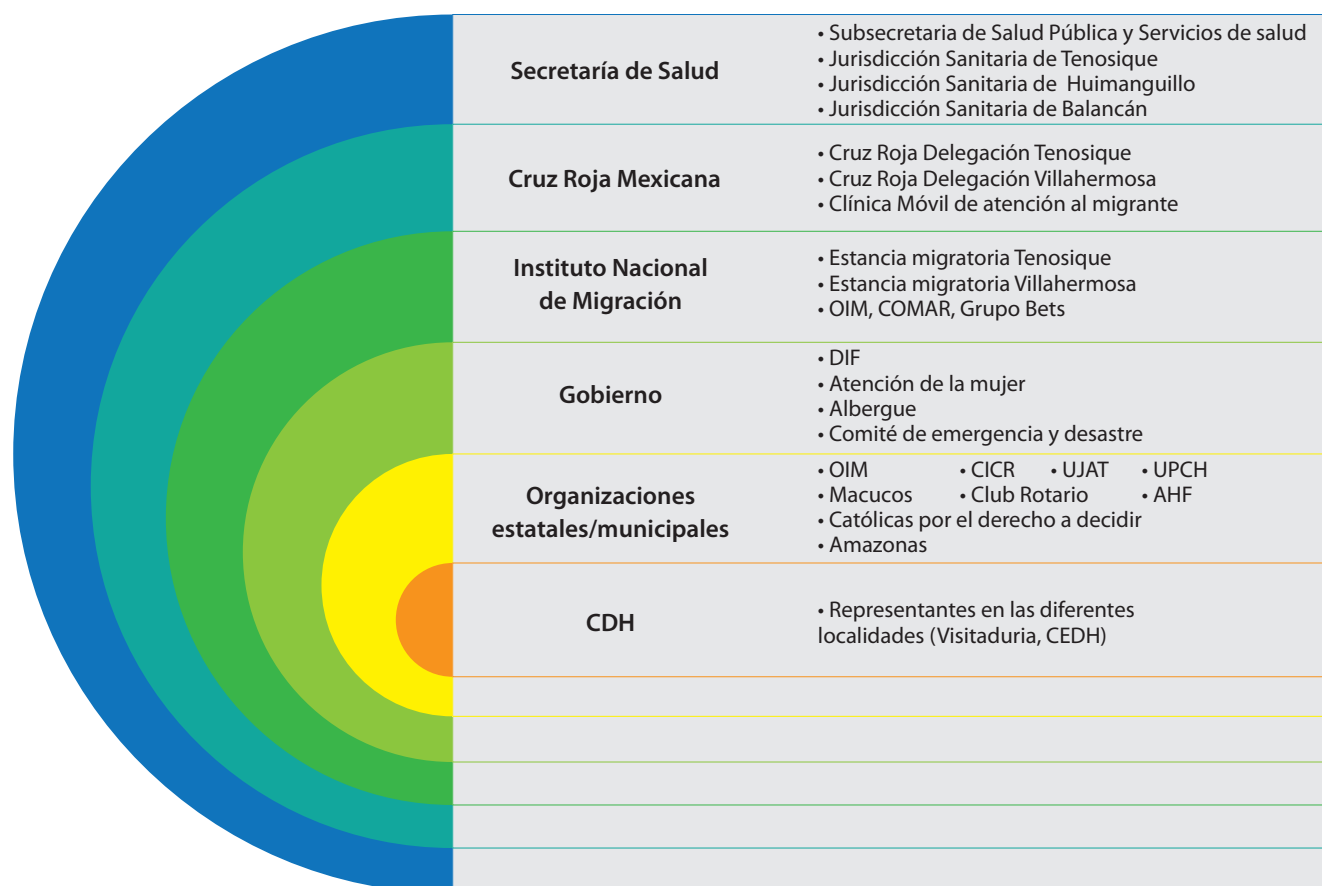 Secretaría de Salud
• Subsecretaria de Salud Pública y Servicios de salud
• Jurisdicción Sanitaria de Tenosique
• Jurisdicción Sanitaria de Huimanguillo
• Jurisdicción Sanitaria de Balancán
Cruz Roja Mexicana
• Cruz Roja Delegación Tenosique
• Cruz Roja Delegación Villahermosa
• Clínica Móvil de atención al migrante
Instituto Nacional
de Migración
• Estancia migratoria Tenosique
• Estancia migratoria Villahermosa
• OIM, COMAR, Grupo Bets
Gobierno
• DIF
• Atención de la mujer
• Albergue
• Comité de emergencia y desastre
Organizaciones
estatales/municipales
• OIM • CICR • UJAT • UPCH
• Macucos • Club Rotario • AHF
• Católicas por el derecho a decidir
• Amazonas
CDH
• Representantes en las diferentes
localidades (Visitaduria, CEDH)